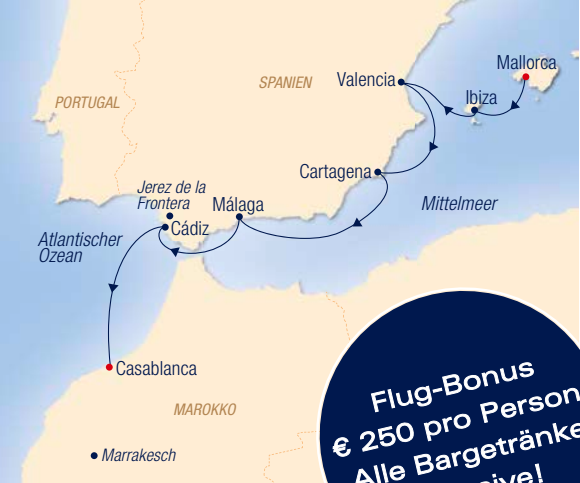 Mallorca
SPANIEN
Valencia
Ibiza
PORTUGAL
Cartagena
Jerez de la
Frontera
Málaga
Mittelmeer
Cádiz
Atlantischer
Ozean
Casablanca
MAROKKO
Marrakesch
Flug-Bonus
€ 250 pro Person
Alle Bargetränke